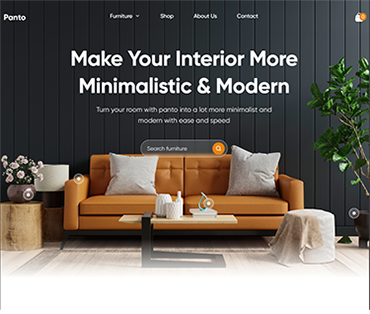 Panto
Furniture
Shop
About Us
Contact
Make Your Interior More
Minimalistic & Modern
Turn your room with panto into a lot more minimalist and
modern with ease and speed
Search furniture